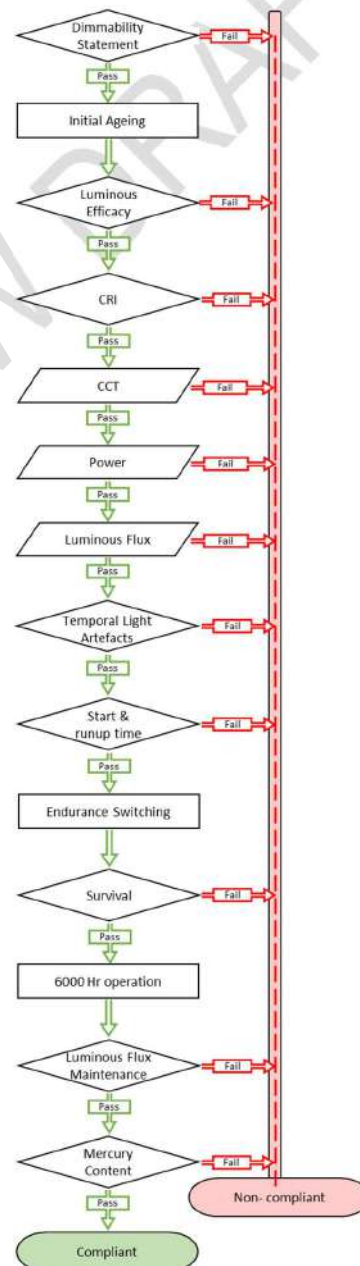 Dimmability
Statement
Fail
Pass
Initial Ageing
Luminous
Efficacy
Fail
Pass
CRI
Fail
Pass
CCT
Fail
Pass
Power
Fail
Pass
Luminous Flux
Fail
Pass
Temporal Light
Artefacts
Fail
Pass
Start &
runup time
Fail
Pass
Endurance Switching
Survival
Fail
Pass
6000 Hr operation
Luminous Flux
Maintenance
Fail
Pass
Mercury
Content
Fail
Pass
Non- compliant
Compliant